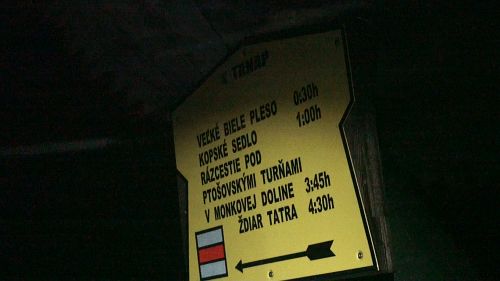 TANAP
VEĽKÉ BIELE PLESO 0:30h
KOPSKÉ SEDLO 1:00h
RÁZCESTIE POD
PTOŠOVSKÝMI TURŇAMI
V MONKOVEJ DOLINE 3:45h
ŽDIAR TATRA 4:30h